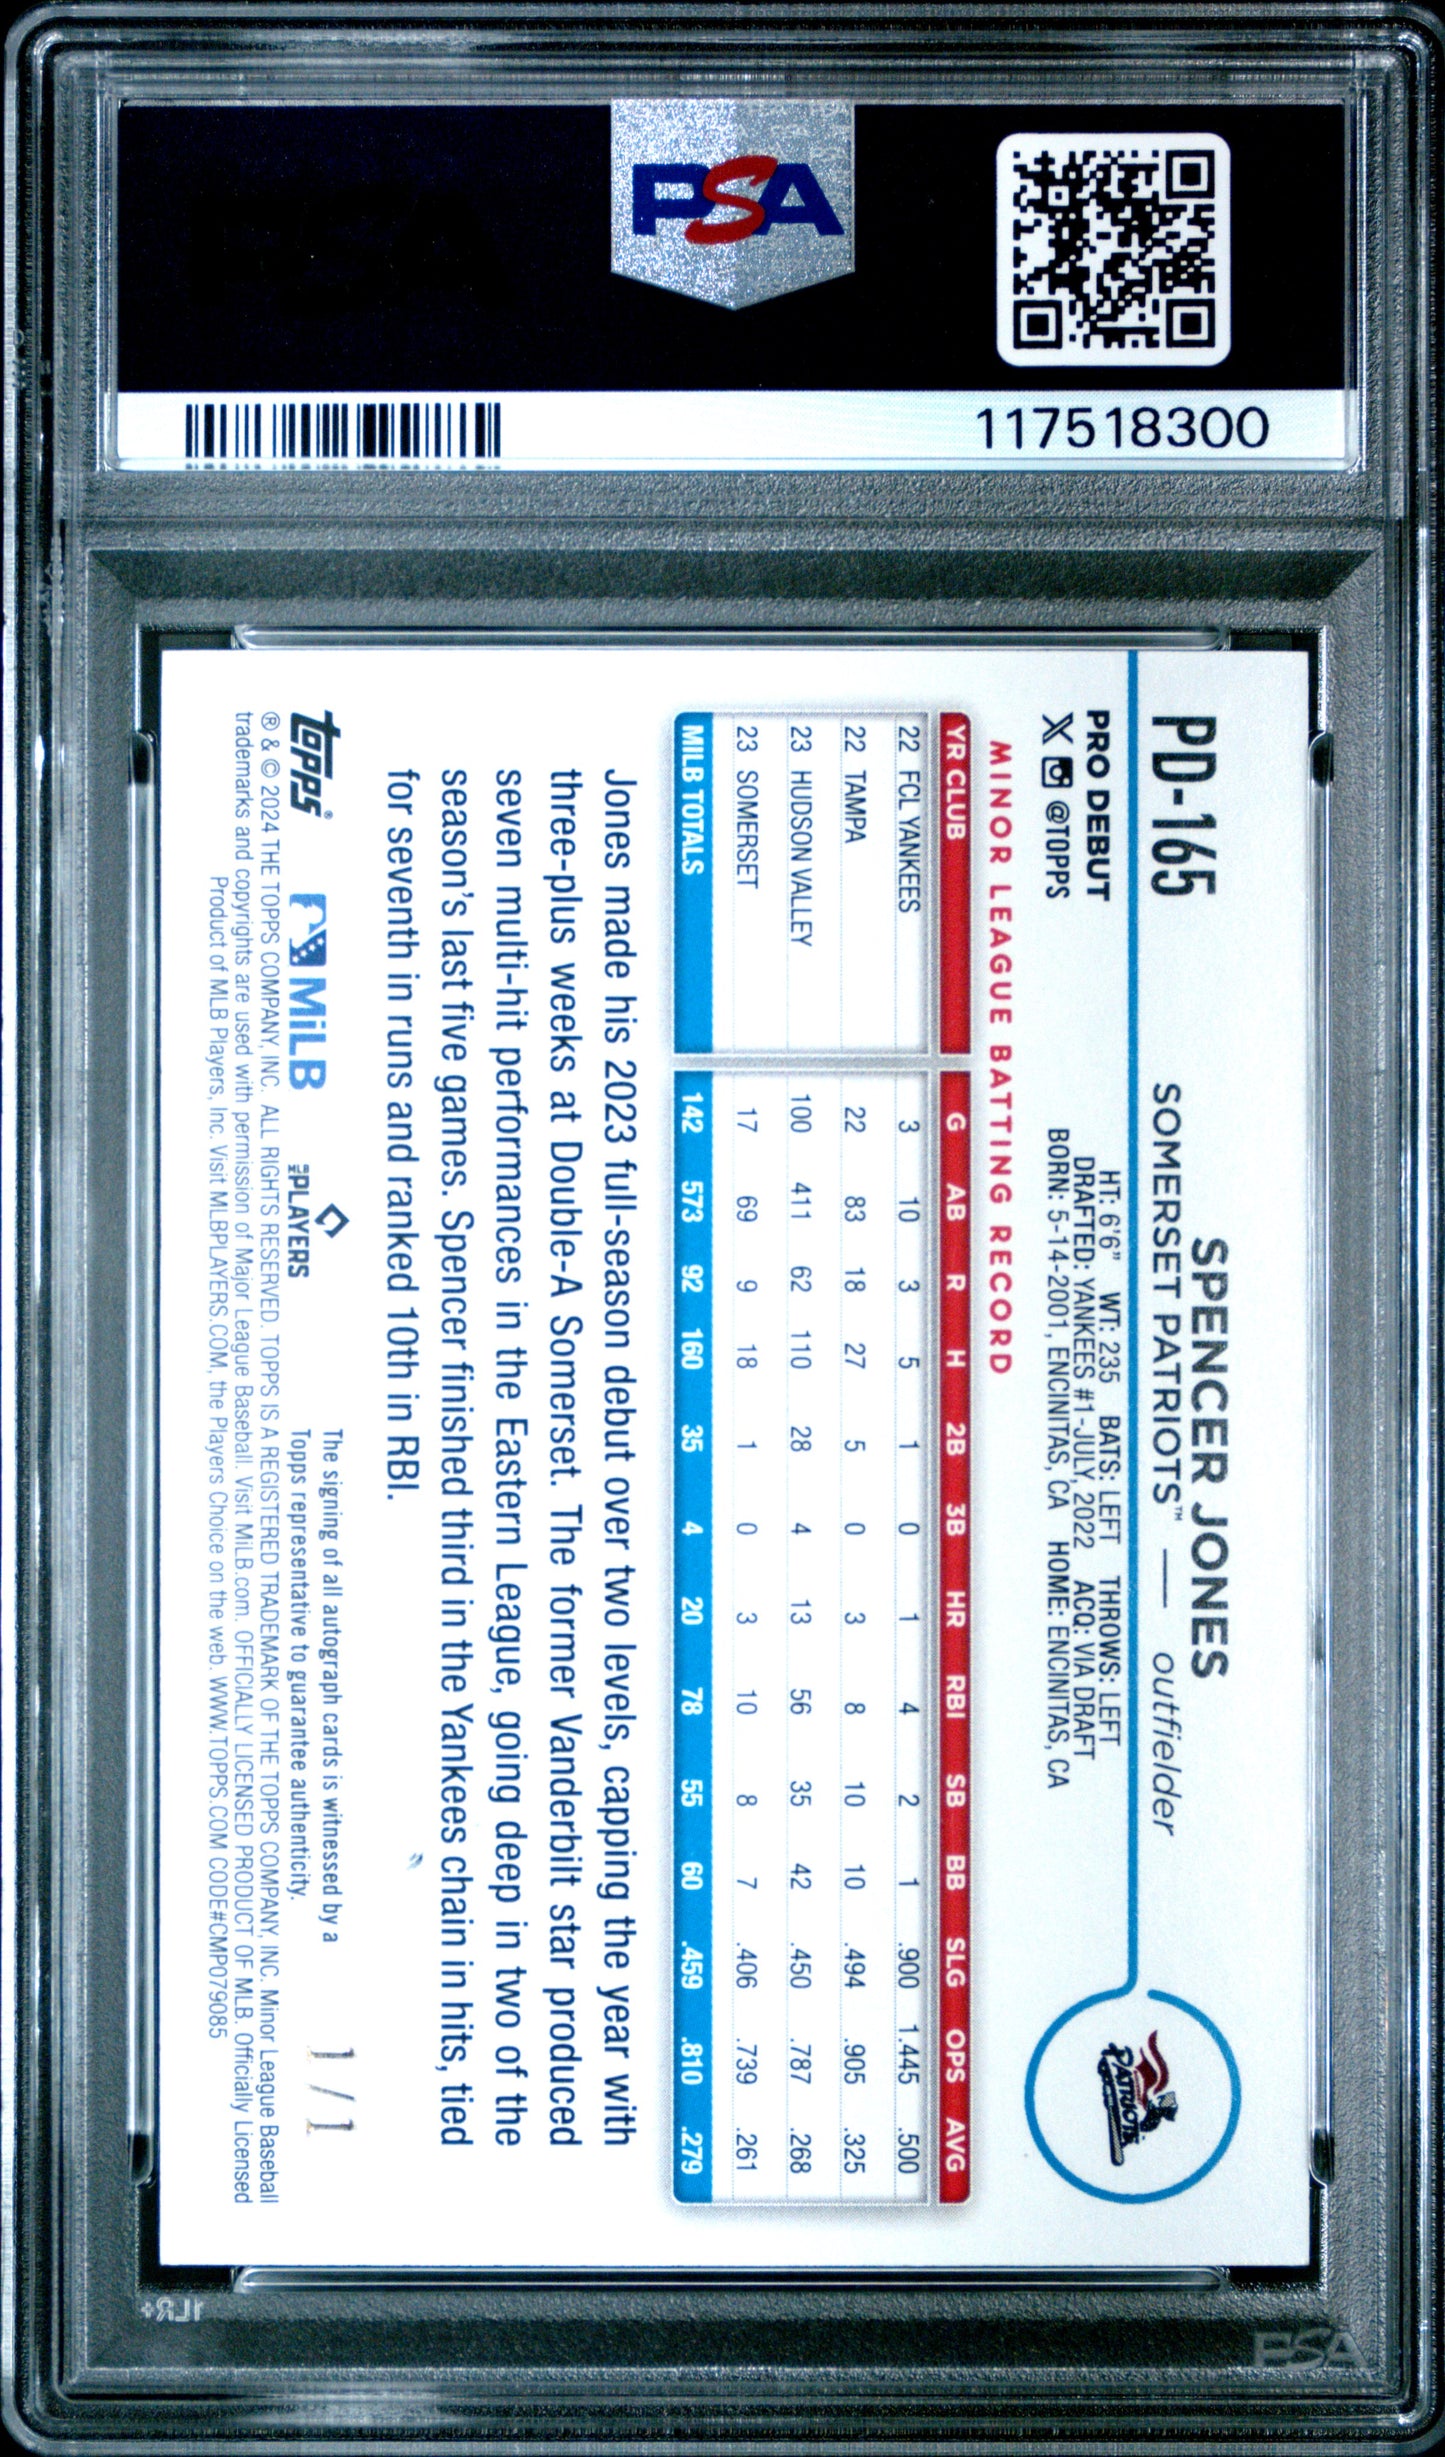 PSA
117518300
PD-165
SPENCER JONES
SOMERSET PATRIOTS™ — outfielder
PATRIOTS
PRO DEBUT
@TOPPS
HT: 6'6" WT: 235 BATS: LEFT THROWS: LEFT
DRAFTED: YANKEES #1-JULY, 2022 ACQ: VIA DRAFT
BORN: 5-14-2001, ENCINITAS, CA HOME: ENCINITAS, CA
MINOR LEAGUE BATTING RECORD
YR CLUB G AB R H 2B 3B HR RBI SB BB SLG OPS AVG
22 FCL YANKEES 3 10 3 5 1 0 1 4 2 1 .900 1.445 .500
22 TAMPA 22 83 18 27 5 0 3 8 10 10 .494 .905 .325
23 HUDSON VALLEY 100 411 62 110 28 4 13 56 35 42 .450 .787 .268
23 SOMERSET 17 69 9 18 1 0 3 10 8 7 .406 .739 .261
MILB TOTALS 142 573 92 160 35 4 20 78 55 60 .459 .810 .279
Jones made his 2023 full-season debut over two levels, capping the year with
three-plus weeks at Double-A Somerset. The former Vanderbilt star produced
seven multi-hit performances in the Eastern League, going deep in two of the
season's last five games. Spencer finished third in the Yankees chain in hits, tied
for seventh in runs and ranked 10th in RBI.
topps®
MiLB
PLAYERS
The signing of all autograph cards is witnessed by a
Topps representative to guarantee authenticity.
1/1
® & © 2024 THE TOPPS COMPANY, INC. ALL RIGHTS RESERVED. TOPPS IS A REGISTERED TRADEMARK OF THE TOPPS COMPANY, INC. Minor League Baseball
trademarks and copyrights are used with permission of Major League Baseball. Visit MiLB.com. OFFICIALLY LICENSED PRODUCT OF MLB. Officially Licensed
Product of MLB Players, Inc. Visit MLBPLAYERS.COM, the Players Choice on the web. WWW.TOPPS.COM CODE#CMP079085
1LR+
PSA